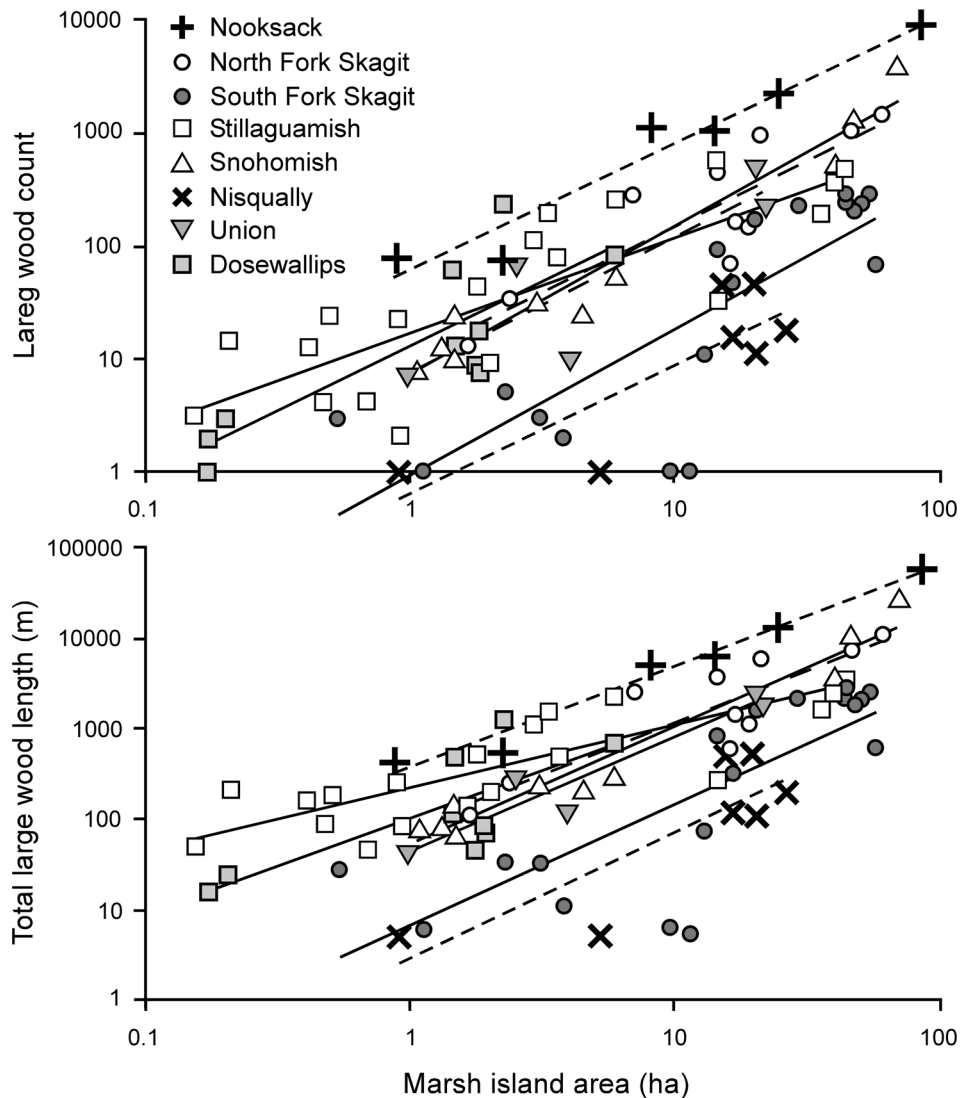 10000
Nooksack
North Fork Skagit
South Fork Skagit
1000
Stillaguamish
Snohomish
Nisqually
Union
100
Dosewallips
10
1
0.1 1 10 100
Lareg wood count
100000
10000
1000
100
10
1
0.1 1 10 100
Total large wood length (m)
Marsh island area (ha)